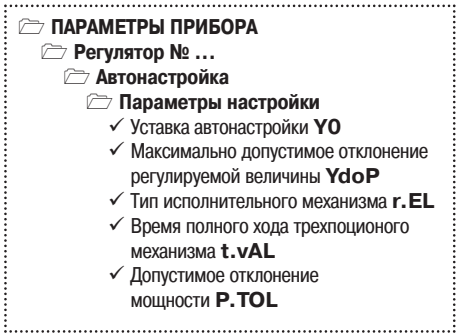 ПАРАМЕТРЫ ПРИБОРА
Регулятор № ...
Автонастройка
Параметры настройки
✓ Уставка автонастройки Y0
✓ Максимально допустимое отклонение
регулируемой величины YdoP
✓ Тип исполнительного механизма r.EL
✓ Время полного хода трехпоционого
механизма t.vAL
✓ Допустимое отклонение
мощности P.TOL